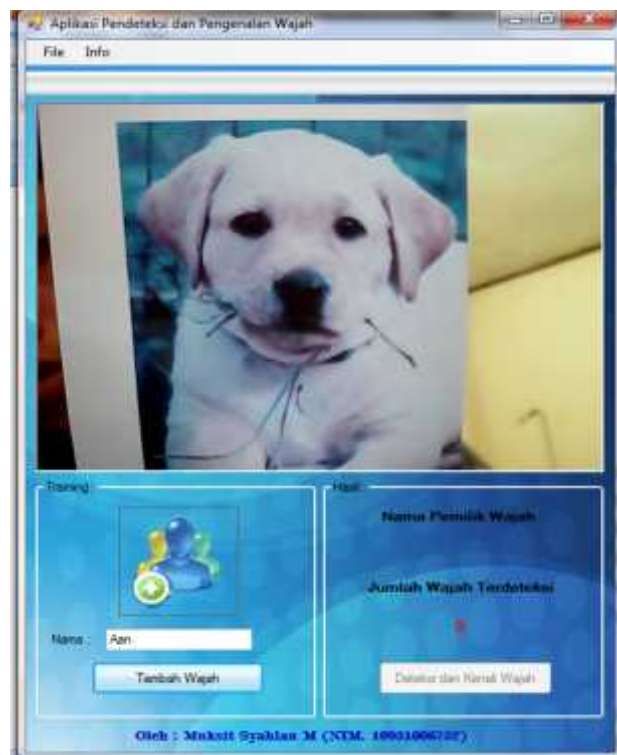 Aplikasi Pendeteksi dan Pengenalan Wajah
File Info
Training
Nama : Aan
Tambah Wajah
Hasil
Nama Pemilik Wajah
Jumlah Wajah Terdeteksi
Deteksi dan Kenali Wajah
Oleh : Muksit Syahlan M (NIM.